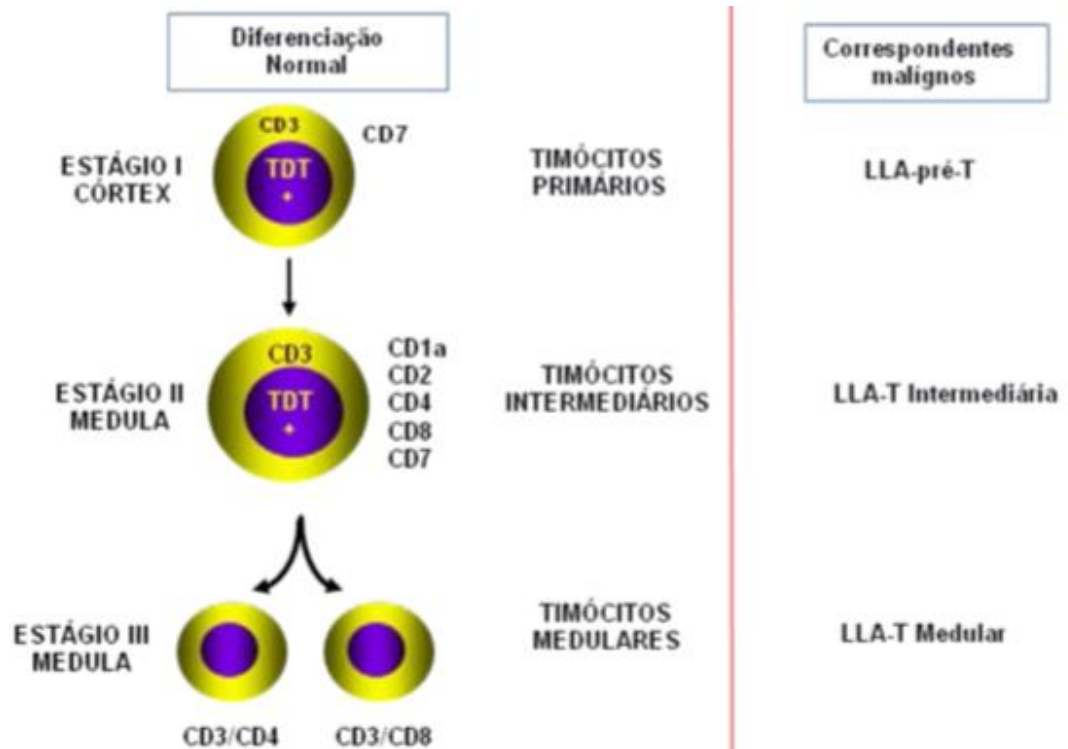 Diferenciação
Normal
Correspondentes
malígnos
ESTÁGIO I
CÓRTEX
CD3
TDT
+
CD7
TIMÓCITOS
PRIMÁRIOS
LLA-pré-T
ESTÁGIO II
MEDULA
CD3
TDT
+
CD1a
CD2
CD4
CD8
CD7
TIMÓCITOS
INTERMEDIÁRIOS
LLA-T Intermediária
ESTÁGIO III
MEDULA
TIMÓCITOS
MEDULARES
LLA-T Medular
CD3/CD4
CD3/CD8